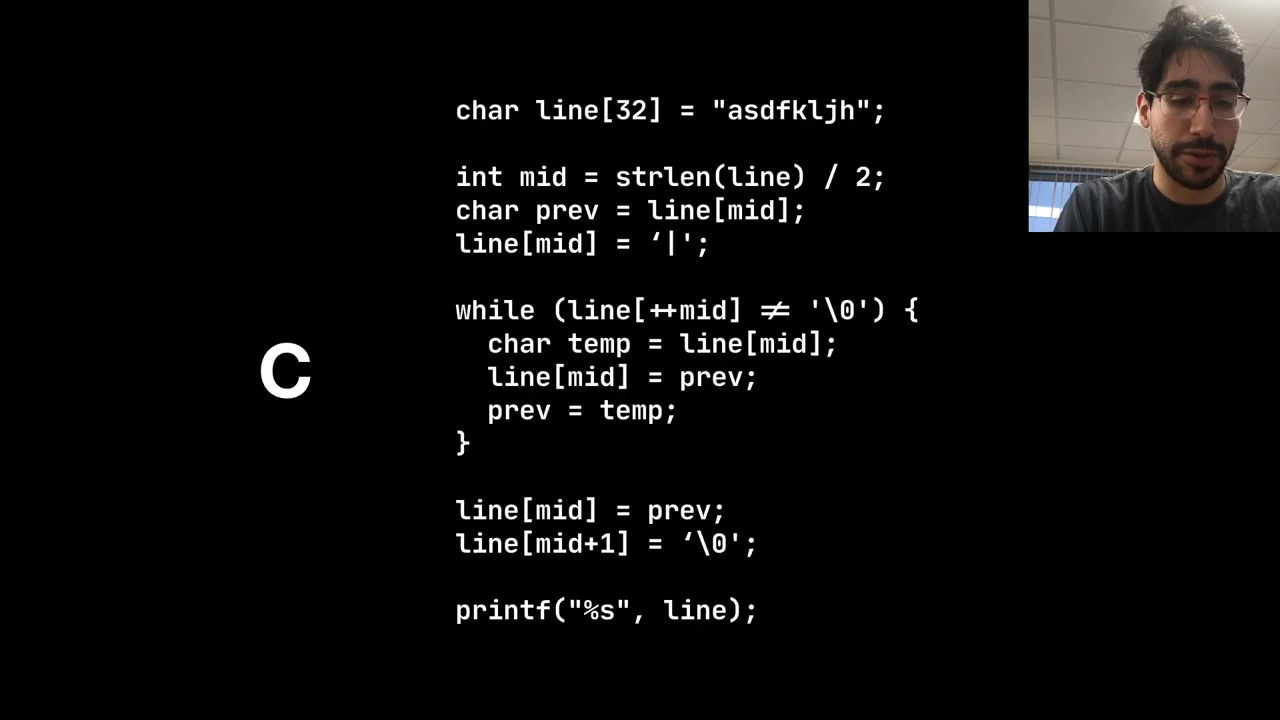 C
char line[32] = "asdfkljh";
int mid = strlen(line) / 2;
char prev = line[mid];
line[mid] = ‘|';
while (line[++mid] != '\0') {
  char temp = line[mid];
  line[mid] = prev;
  prev = temp;
}
line[mid] = prev;
line[mid+1] = ‘\0';
printf("%s", line);